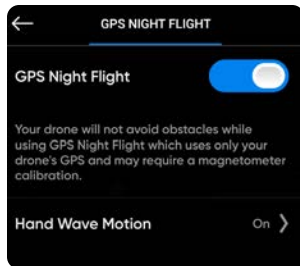 GPS NIGHT FLIGHT
GPS Night Flight
Your drone will not avoid obstacles while
using GPS Night Flight which uses only your
drone's GPS and may require a magnetometer
calibration.
Hand Wave Motion On